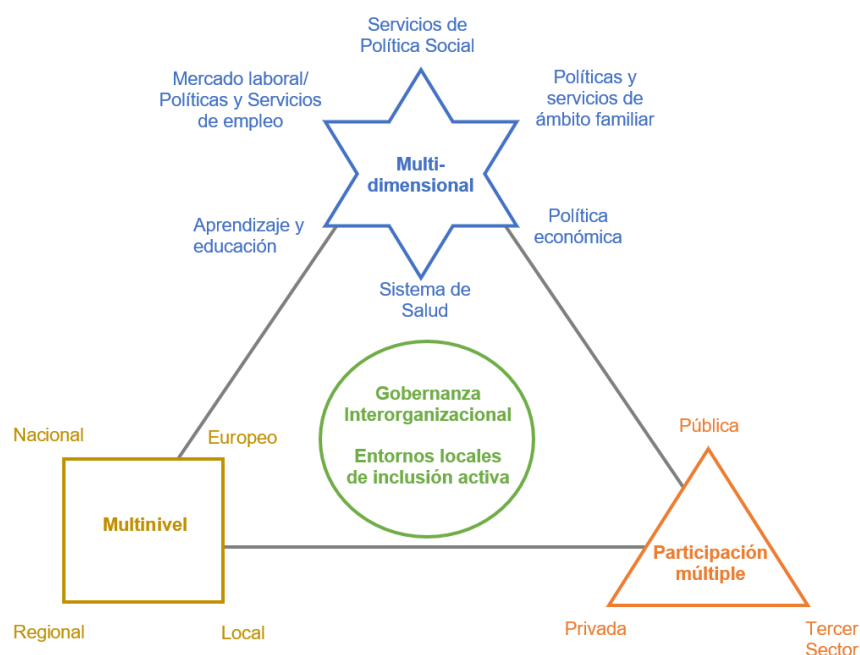 Servicios de
Política Social
Mercado laboral/
Políticas y Servicios
de empleo
Políticas y
servicios de
ámbito familiar
Multi-
dimensional
Aprendizaje y
educación
Política
económica
Sistema de
Salud
Gobernanza
Interorganizacional
Entornos locales
de inclusión activa
Nacional
Europeo
Multinivel
Regional
Local
Pública
Participación
múltiple
Privada
Tercer
Sector